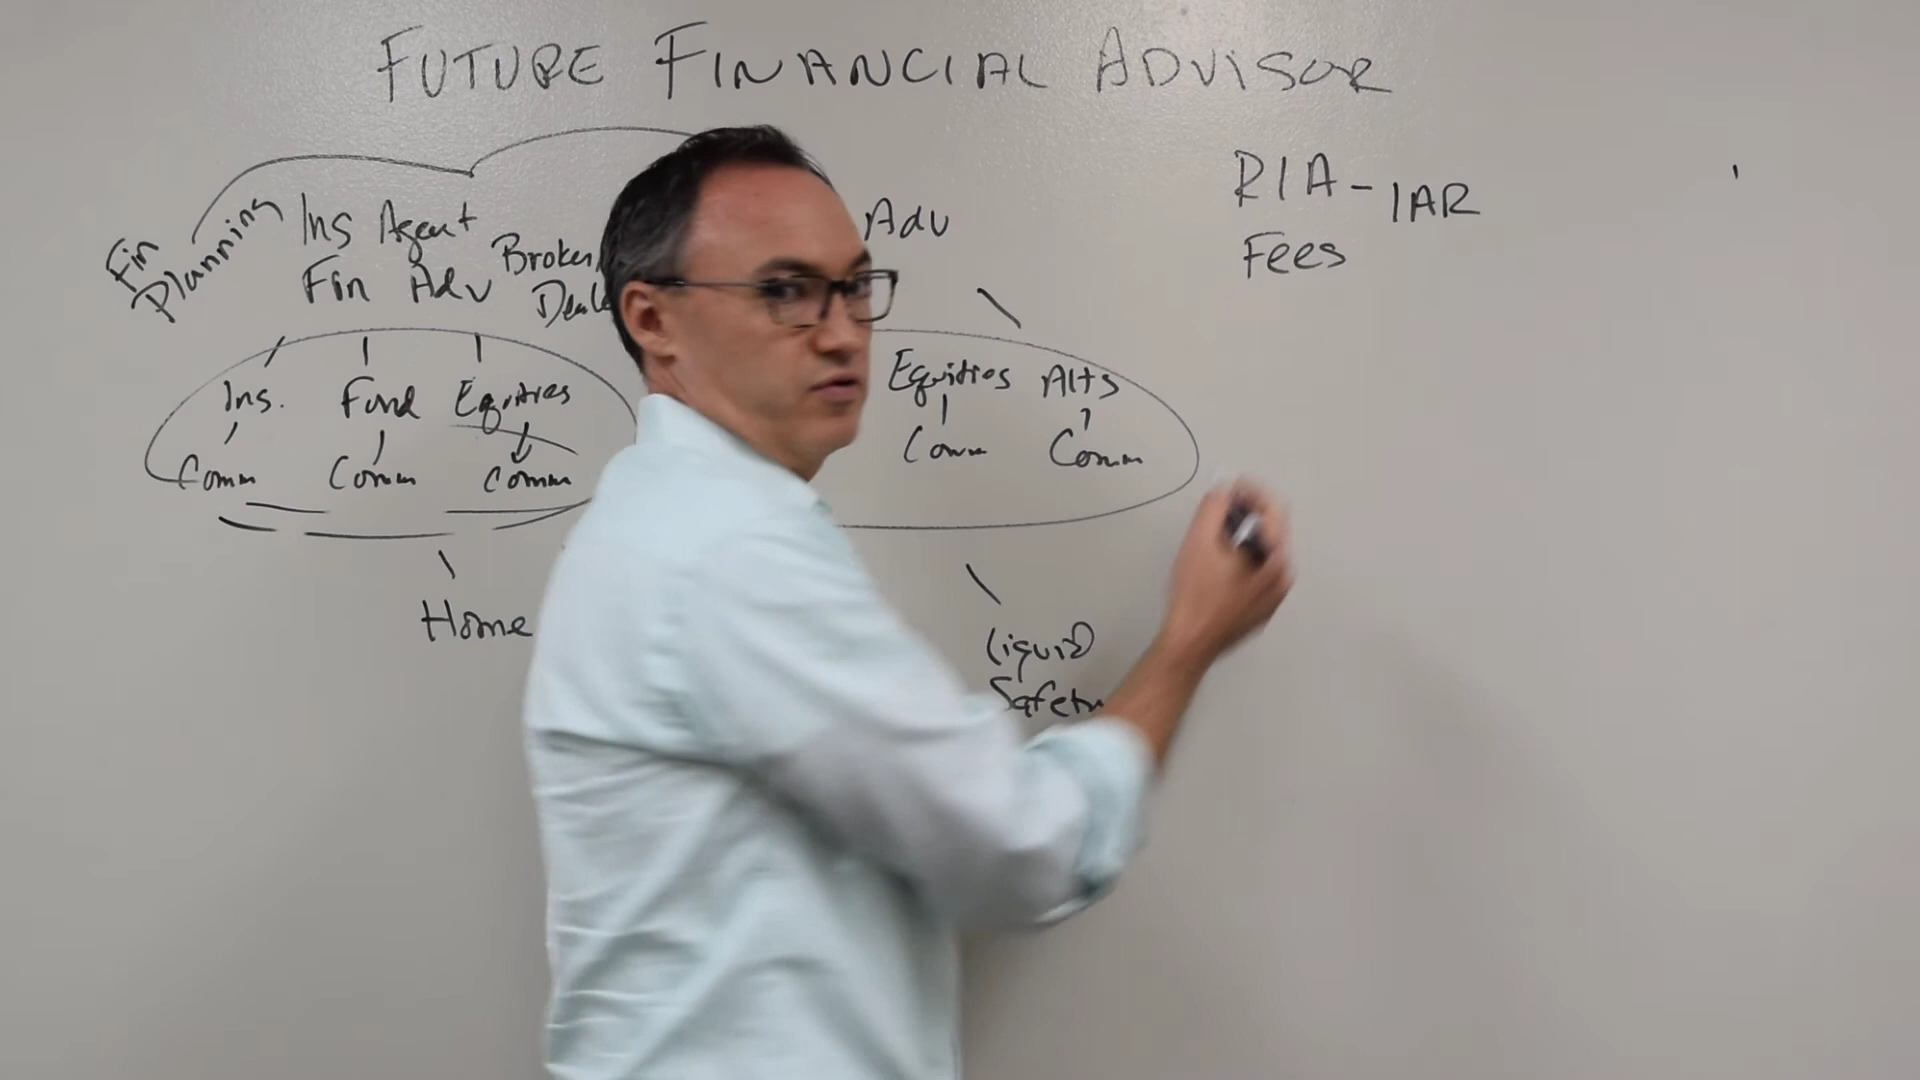 FUTURE FINANCIAL ADVISOR
Fin
Planning
Ins Agent
Fin Adv
Broker
Adv
RIA - IAR
Fees
Ins. Fund Equities
Comm Comm Comm
Equities Alts
Comm Comm
Home
Liquid
Safety